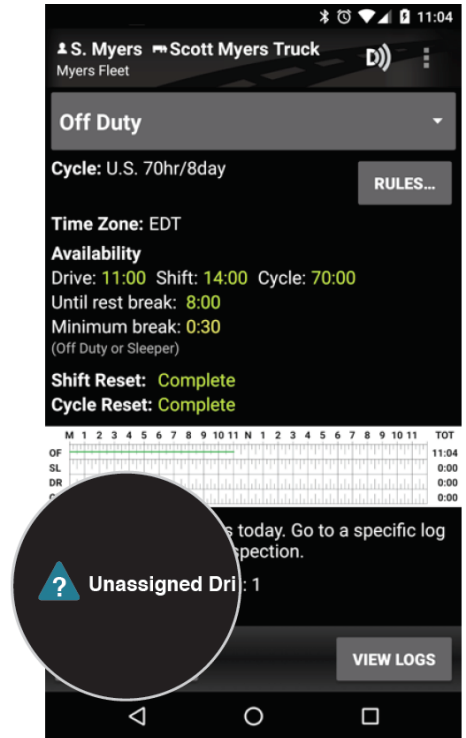 11:04
S. Myers Scott Myers Truck
Myers Fleet
D
Off Duty
Cycle: U.S. 70hr/8day
RULES...
Time Zone: EDT
Availability
Drive: 11:00 Shift: 14:00 Cycle: 70:00
Until rest break: 8:00
Minimum break: 0:30
(Off Duty or Sleeper)
Shift Reset: Complete
Cycle Reset: Complete
M 1 2 3 4 5 6 7 8 9 10 11 N 1 2 3 4 5 6 7 8 9 10 11 TOT
OF 11:04
SL 0:00
DR 0:00
0:00
today. Go to a specific log
? Unassigned Dri : 1
VIEW LOGS